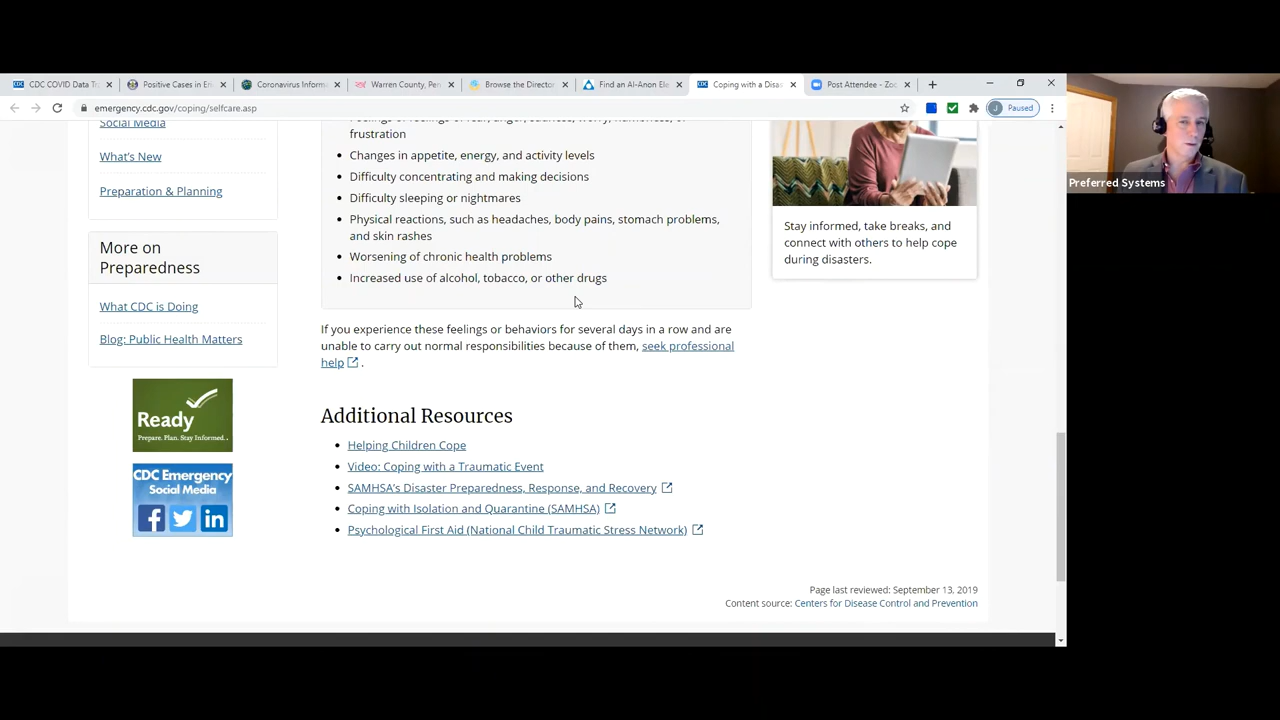 CDC COVID Data T
Positive Cases in Eri
Coronavirus Inform
Warren County, Pen
Browse the Director
Find an Al-Anon Ele
Coping with a Disas
Post Attendee - Zoo
emergency.cdc.gov/coping/selfcare.asp
J Paused
Social Media
What's New
Preparation & Planning
More on
Preparedness
What CDC is Doing
Blog: Public Health Matters
Ready
Prepare. Plan. Stay Informed.
CDC Emergency
Social Media
frustration
Changes in appetite, energy, and activity levels
Difficulty concentrating and making decisions
Difficulty sleeping or nightmares
Physical reactions, such as headaches, body pains, stomach problems,
and skin rashes
Worsening of chronic health problems
Increased use of alcohol, tobacco, or other drugs
If you experience these feelings or behaviors for several days in a row and are
unable to carry out normal responsibilities because of them, seek professional
help .
Additional Resources
Helping Children Cope
Video: Coping with a Traumatic Event
SAMHSA's Disaster Preparedness, Response, and Recovery
Coping with Isolation and Quarantine (SAMHSA)
Psychological First Aid (National Child Traumatic Stress Network)
Stay informed, take breaks, and
connect with others to help cope
during disasters.
Page last reviewed: September 13, 2019
Content source: Centers for Disease Control and Prevention
Preferred Systems